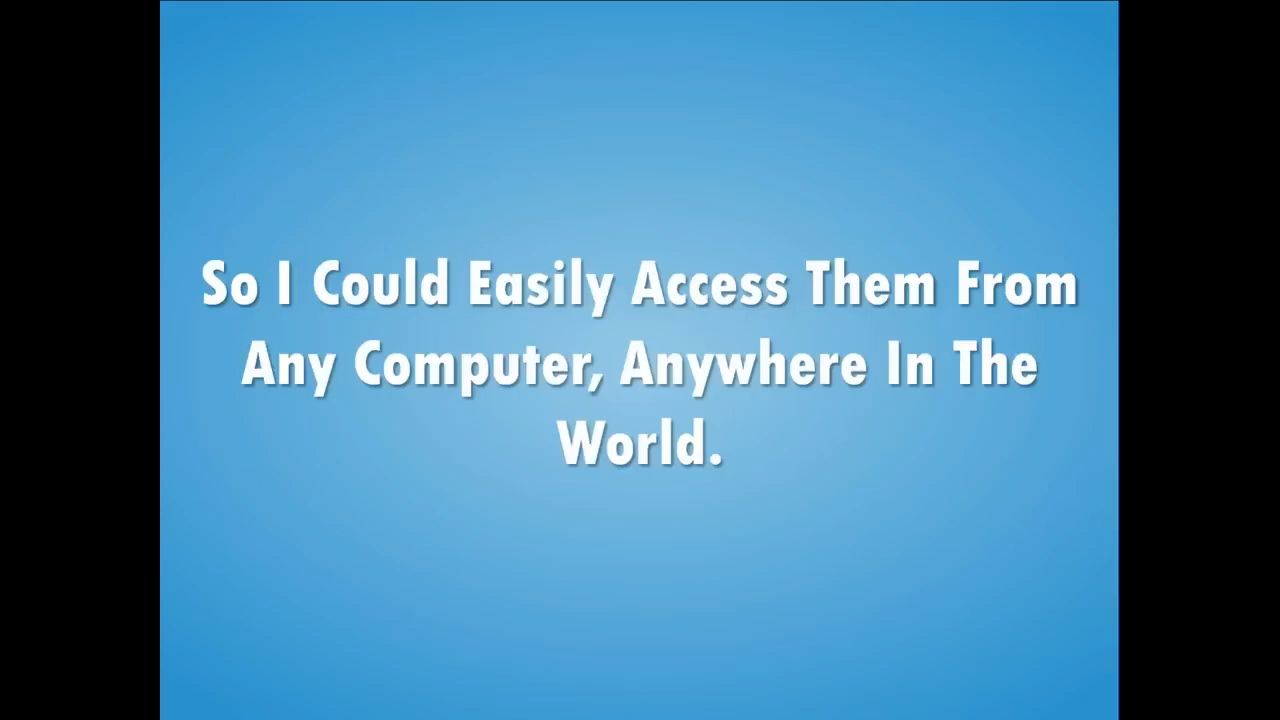 So I Could Easily Access Them From
Any Computer, Anywhere In The
World.